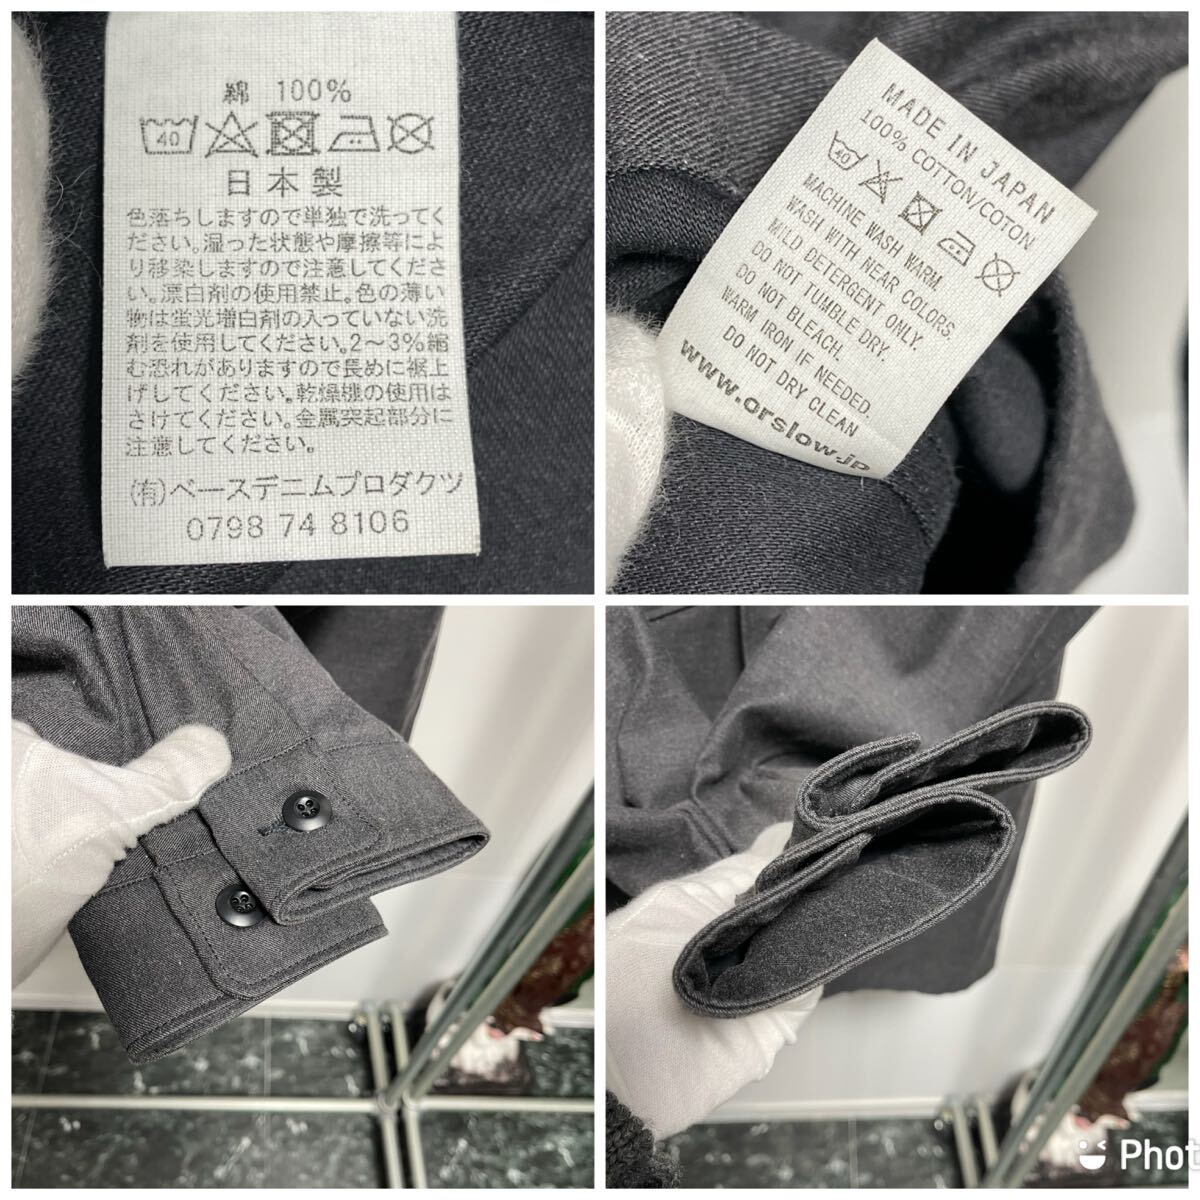 綿 100%
40
日本製
色落ちしますので単独で洗ってく
ださい。湿った状態や摩擦等によ
り移染しますので注意してくださ
い。漂白剤の使用禁止。色の薄い
物は蛍光増白剤の入っていない洗
剤を使用してください。2～3%縮
む恐れがありますので長めに裾上
げしてください。乾燥機の使用は
さけてください。金属突起部分に
注意してください。
(有)ベースデニムプロダクツ
0798 74 8106
MADE IN JAPAN
100% COTTON/COTON
40
MACHINE WASH WARM.
WASH WITH NEAR COLORS.
MILD DETERGENT ONLY.
DO NOT TUMBLE DRY.
DO NOT BLEACH.
WARM IRON IF NEEDED.
DO NOT DRY CLEAN
www.orslow.jp
Phot